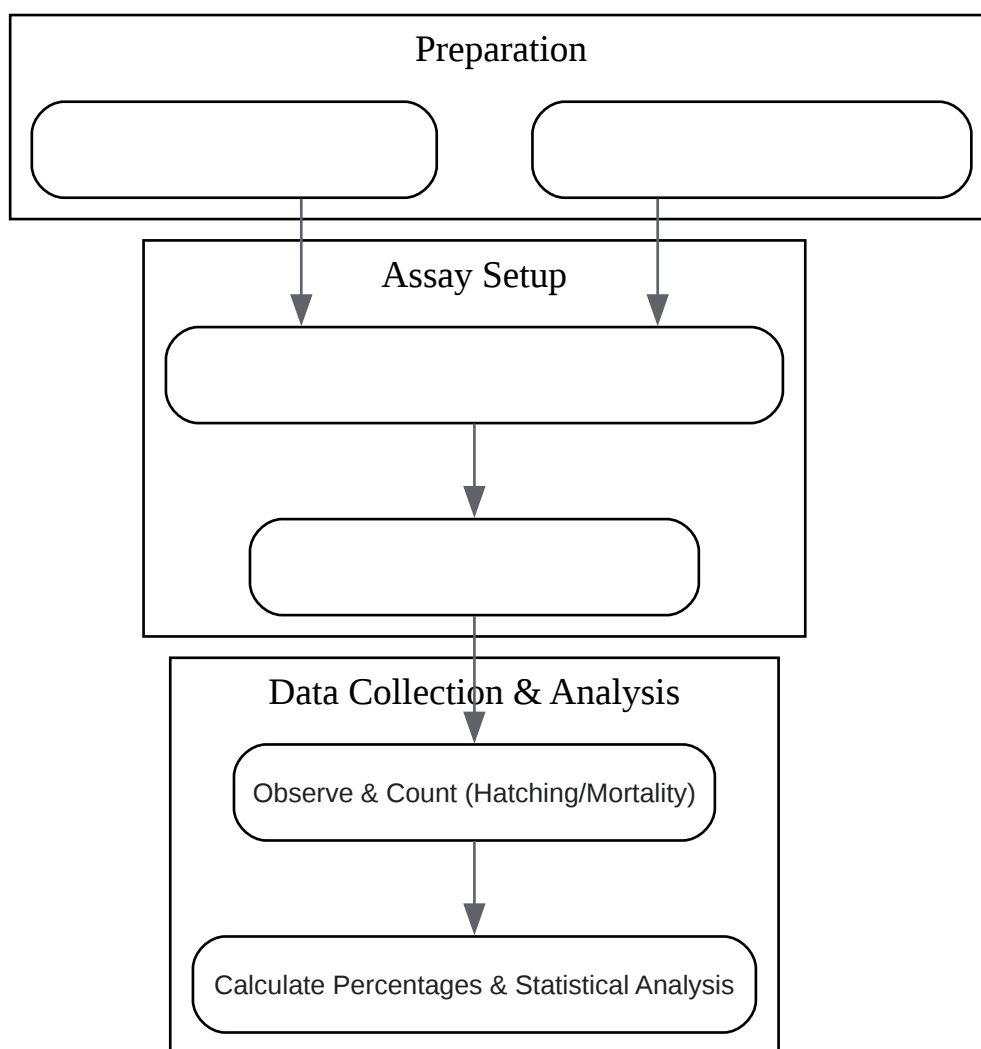 Preparation
Assay Setup
Data Collection & Analysis
Observe & Count (Hatching/Mortality)
Calculate Percentages & Statistical Analysis